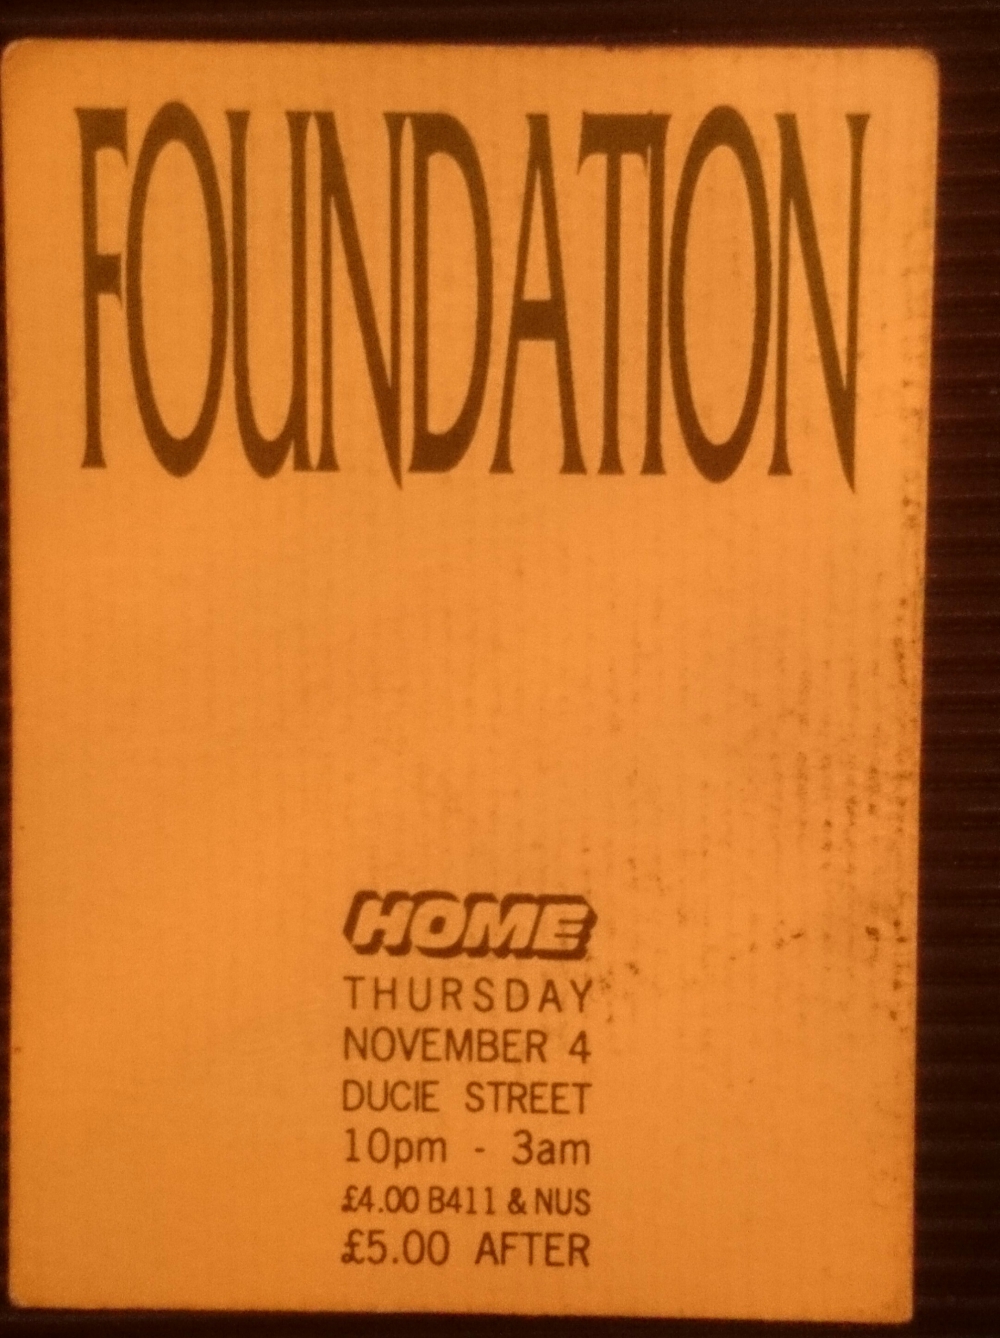 FOUNDATION
HOME
THURSDAY
NOVEMBER 4
DUCIE STREET
10pm - 3am
£4.00 B411 & NUS
£5.00 AFTER